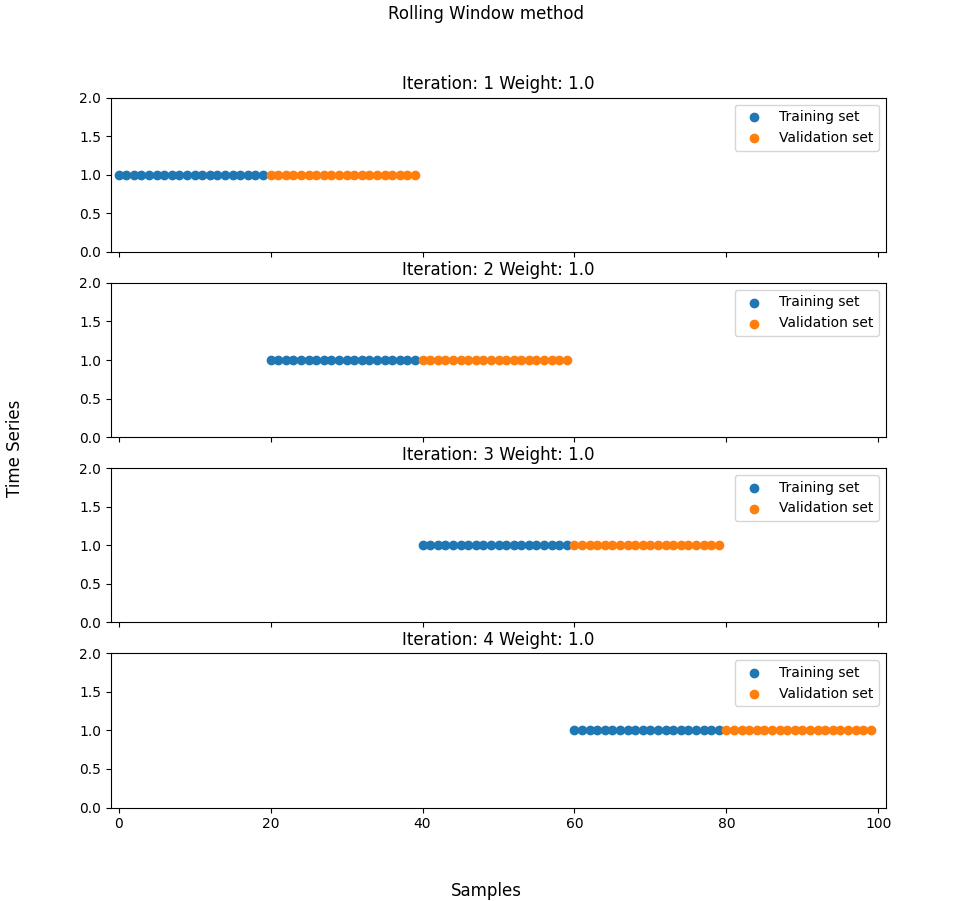 Rolling Window method
Iteration: 1 Weight: 1.0
2.0
1.5
1.0
0.5
0.0
Training set
Validation set
Iteration: 2 Weight: 1.0
2.0
1.5
1.0
0.5
0.0
Training set
Validation set
Iteration: 3 Weight: 1.0
2.0
1.5
1.0
0.5
0.0
Training set
Validation set
Iteration: 4 Weight: 1.0
2.0
1.5
1.0
0.5
0.0
Training set
Validation set
0 20 40 60 80 100
Time Series
Samples